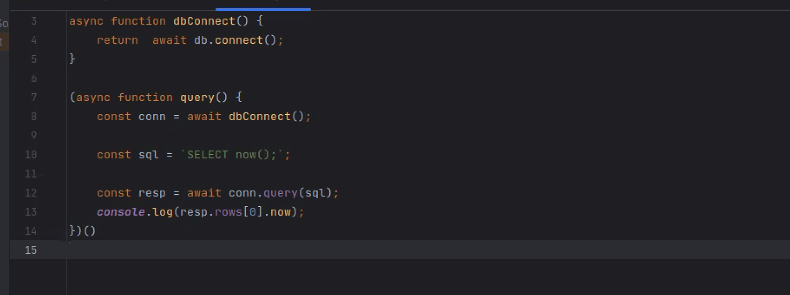 3 async function dbConnect() {
4     return  await db.connect();
5 }
6
7 (async function query() {
8     const conn = await dbConnect();
9
10     const sql = `SELECT now();`;
11
12     const resp = await conn.query(sql);
13     console.log(resp.rows[0].now);
14 })()
15